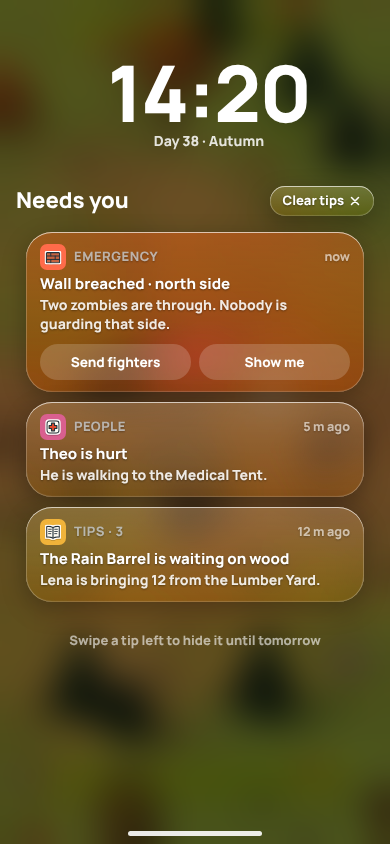 14:20
Day 38 · Autumn
Needs you
Clear tips ×
EMERGENCY
now
Wall breached · north side
Two zombies are through. Nobody is
guarding that side.
Send fighters
Show me
PEOPLE
5 m ago
Theo is hurt
He is walking to the Medical Tent.
TIPS · 3
12 m ago
The Rain Barrel is waiting on wood
Lena is bringing 12 from the Lumber Yard.
Swipe a tip left to hide it until tomorrow